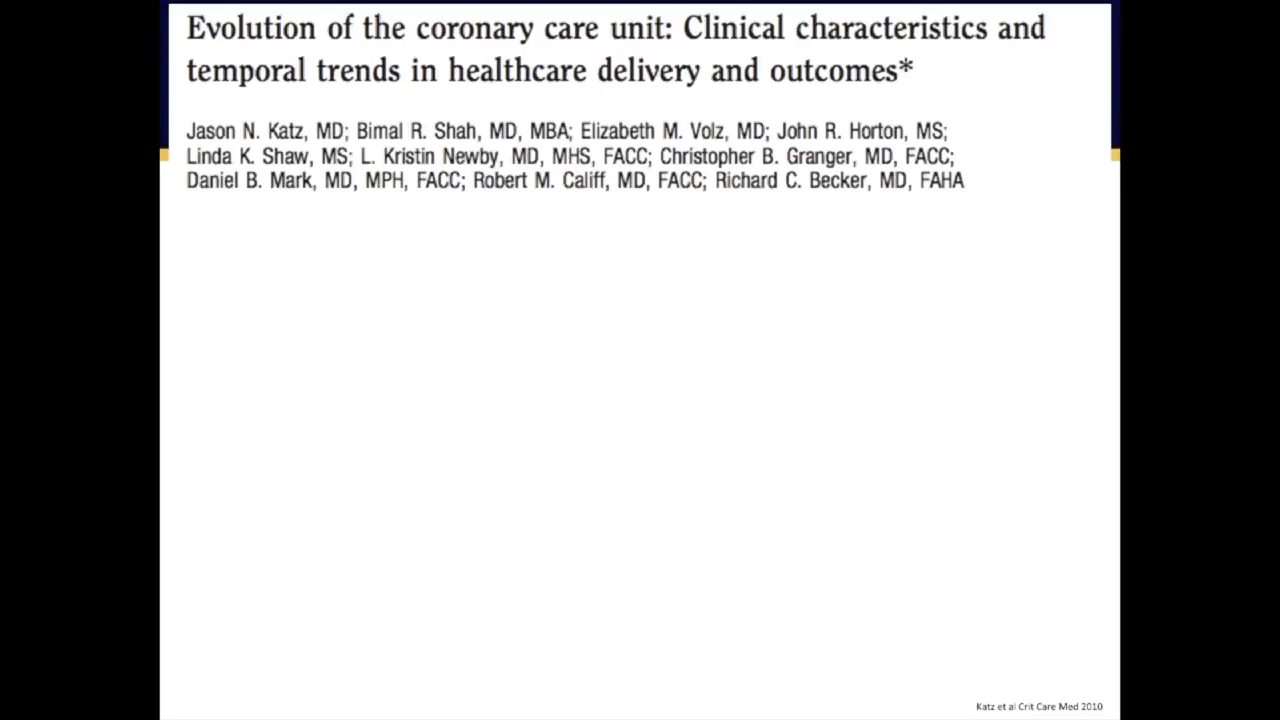 Evolution of the coronary care unit: Clinical characteristics and
temporal trends in healthcare delivery and outcomes*
Jason N. Katz, MD; Bimal R. Shah, MD, MBA; Elizabeth M. Volz, MD; John R. Horton, MS;
Linda K. Shaw, MS; L. Kristin Newby, MD, MHS, FACC; Christopher B. Granger, MD, FACC;
Daniel B. Mark, MD, MPH, FACC; Robert M. Califf, MD, FACC; Richard C. Becker, MD, FAHA
Katz et al Crit Care Med 2010